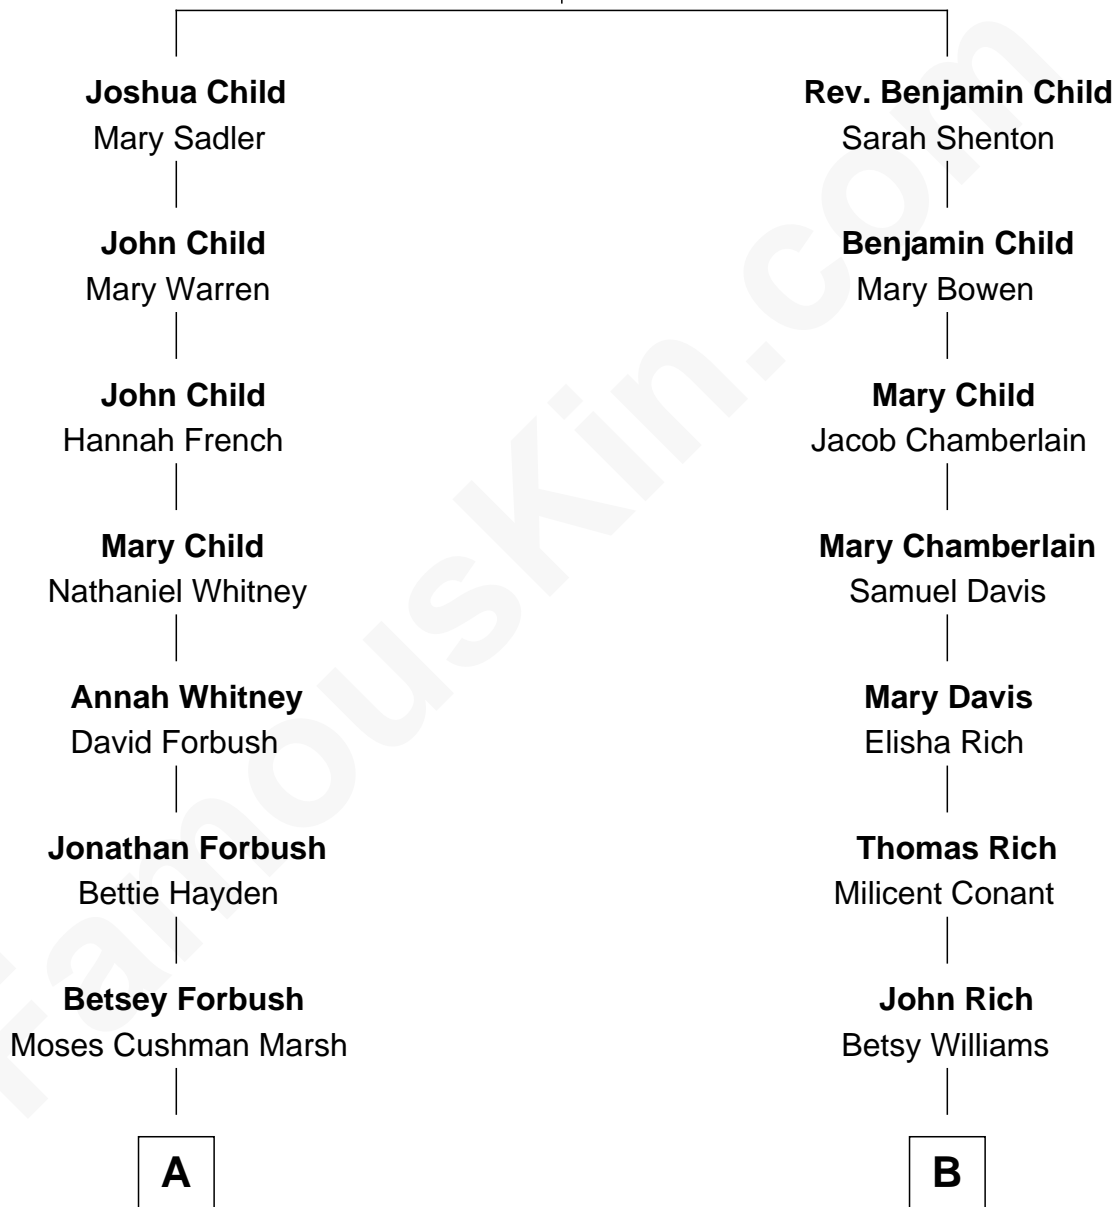 Joshua Child
Mary Sadler
John Child
Mary Warren
John Child
Hannah French
Mary Child
Nathaniel Whitney
Annah Whitney
David Forbush
Jonathan Forbush
Bettie Hayden
Betsey Forbush
Moses Cushman Marsh
A
Rev. Benjamin Child
Sarah Shenton
Benjamin Child
Mary Bowen
Mary Child
Jacob Chamberlain
Mary Chamberlain
Samuel Davis
Mary Davis
Elisha Rich
Thomas Rich
Milicent Conant
John Rich
Betsy Williams
B
FamousKin.com